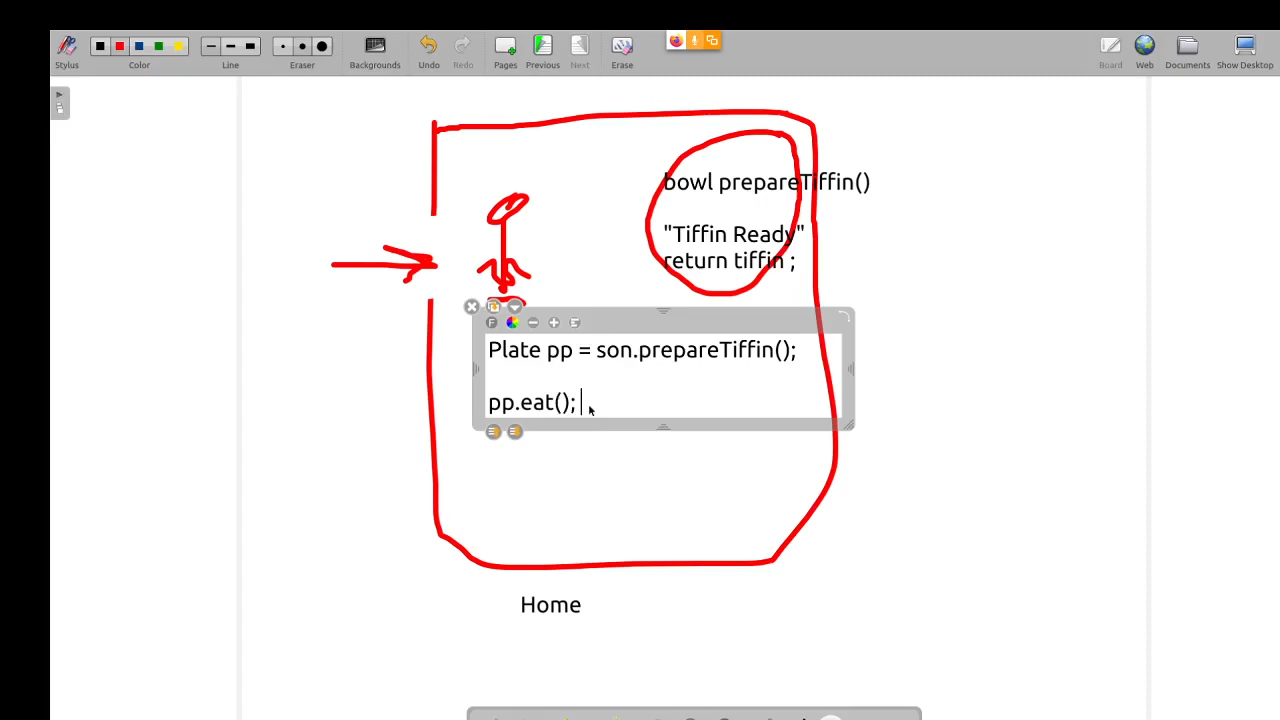 Stylus
Color
Line
Eraser
Backgrounds
Undo
Redo
Pages
Previous
Next
Erase
Board
Web
Documents
Show Desktop
bowl prepareTiffin()
"Tiffin Ready"
return tiffin ;
F
Plate pp = son.prepareTiffin();
pp.eat();
Home